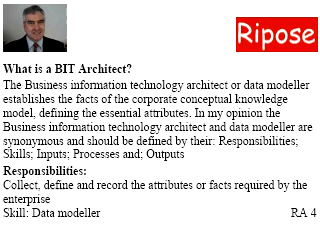 Ripose
What is a BIT Architect?
The Business information technology architect or data modeller
establishes the facts of the corporate conceptual knowledge
model, defining the essential attributes. In my opinion the
Business information technology architect and data modeller are
synonymous and should be defined by their: Responsibilities;
Skills; Inputs; Processes and; Outputs
Responsibilities:
Collect, define and record the attributes or facts required by the
enterprise
Skill: Data modeller RA 4